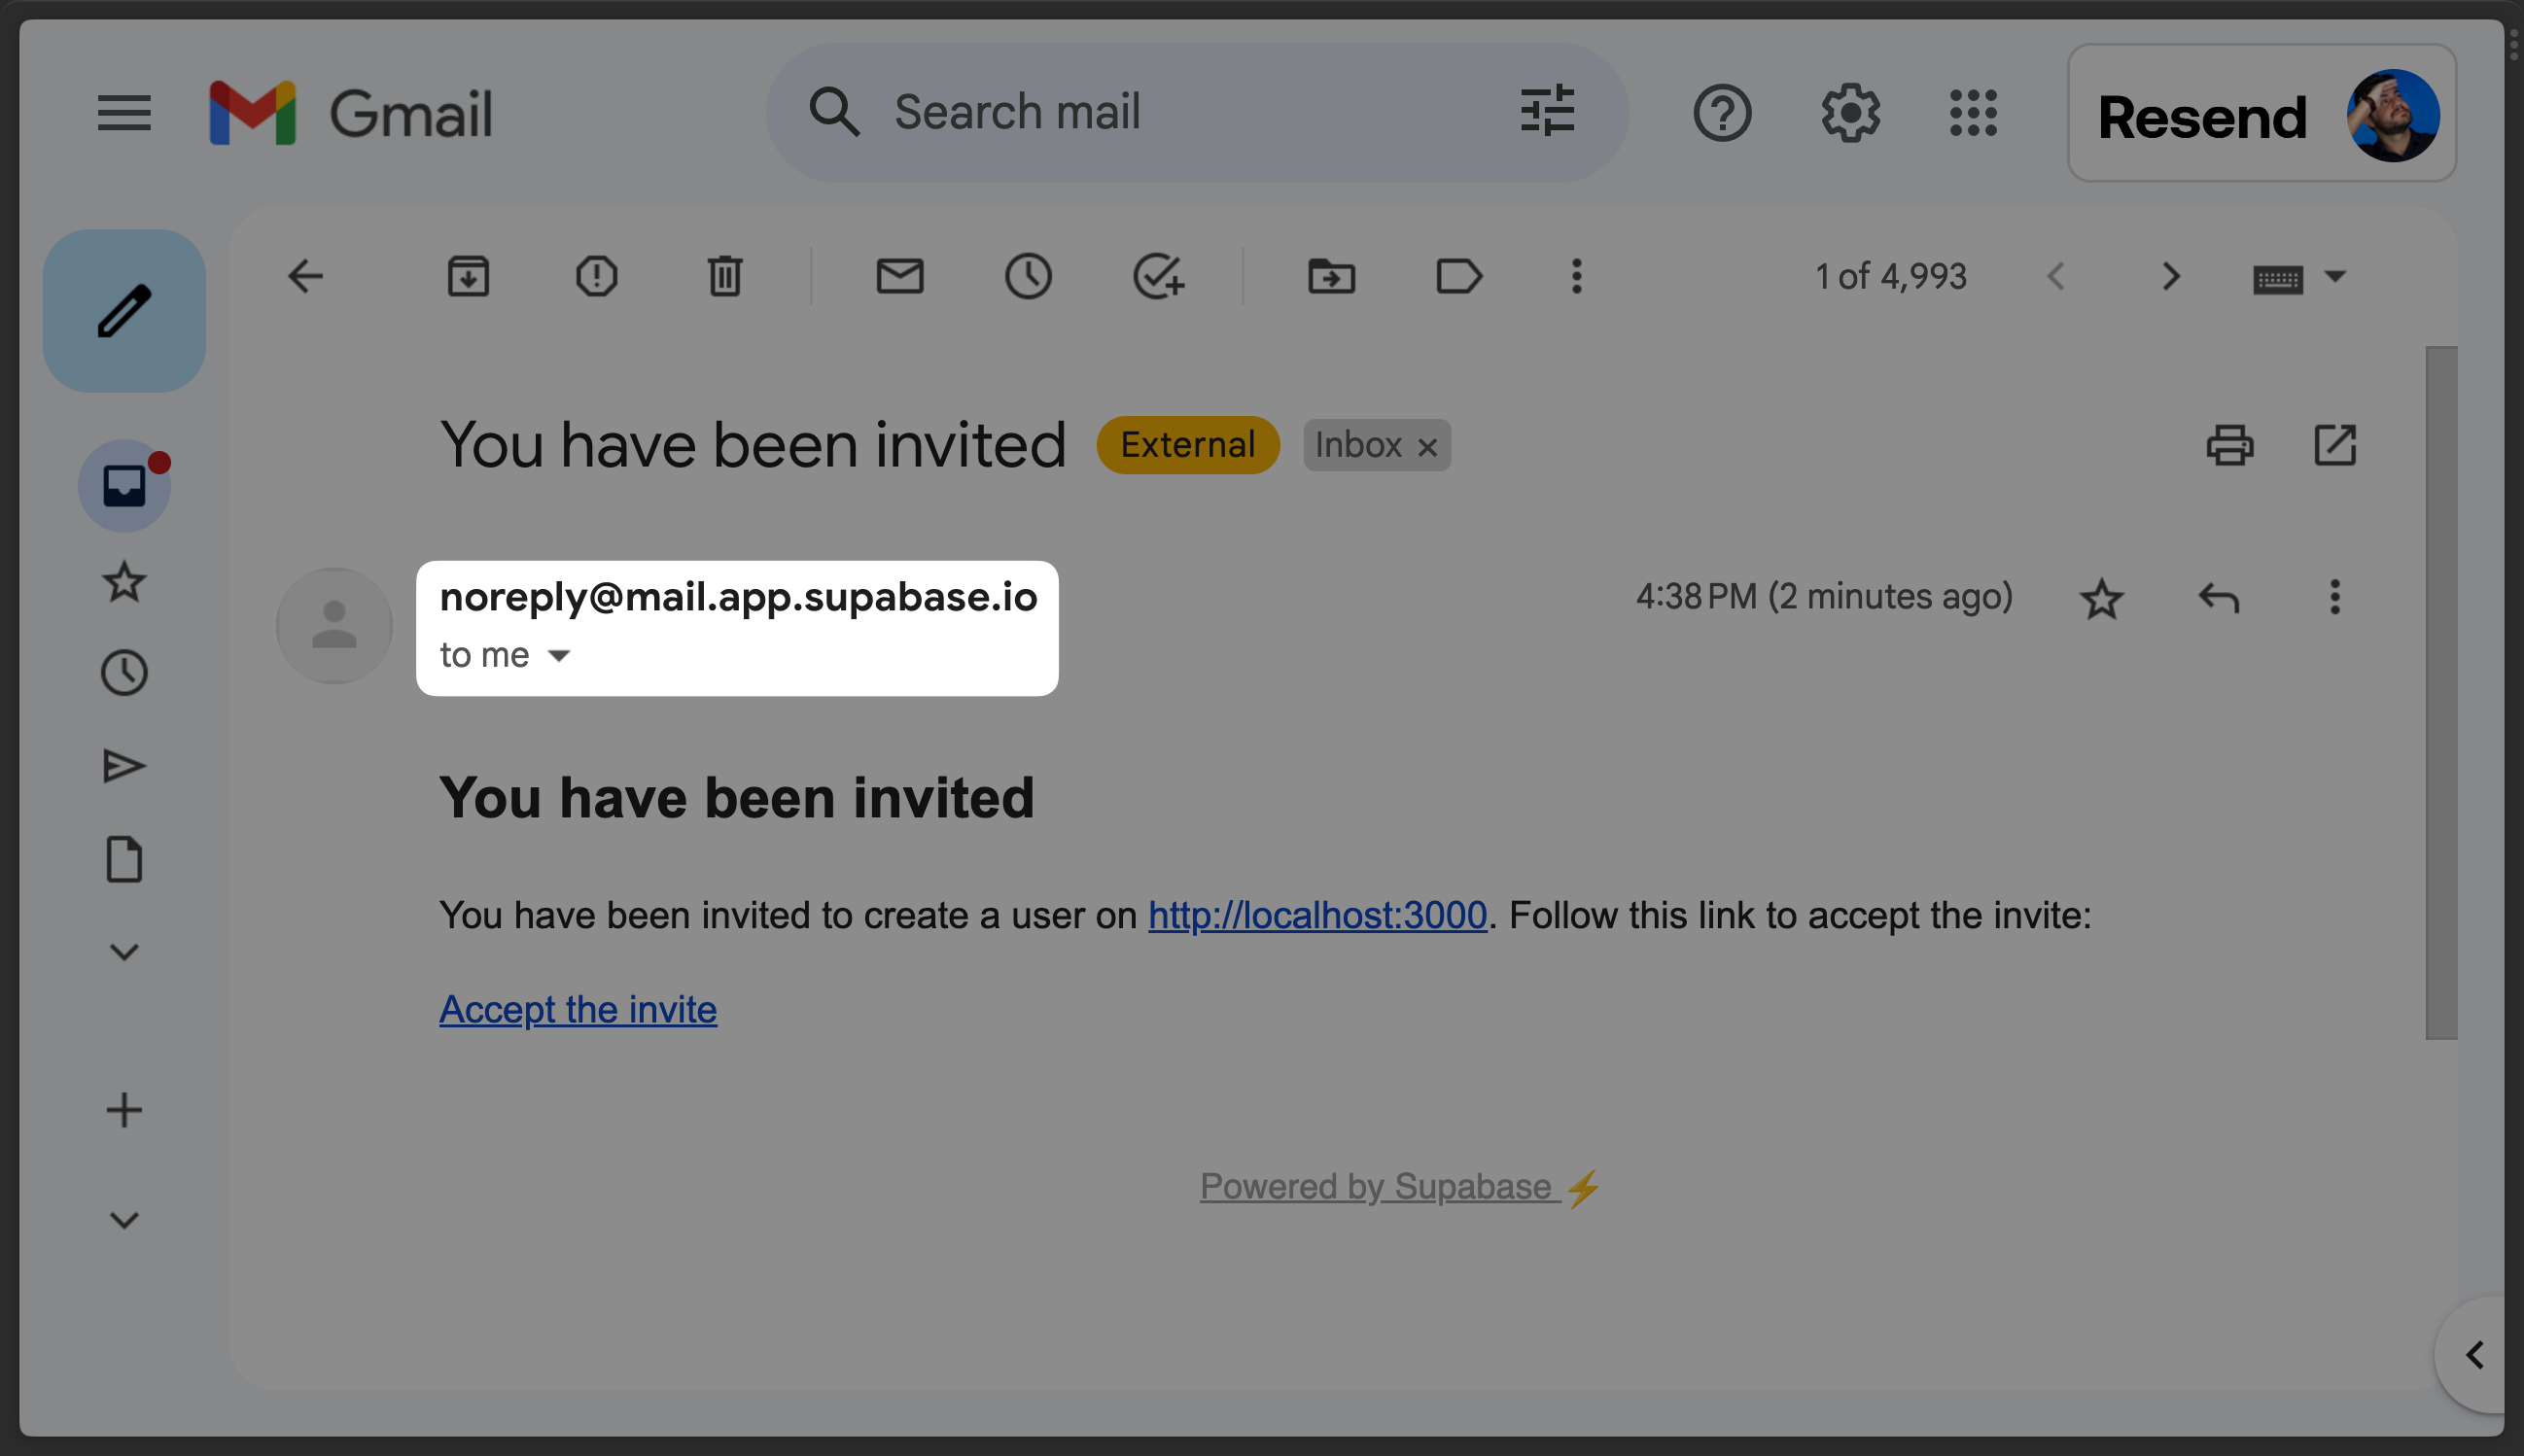 Gmail
Search mail
Resend
1 of 4,993
You have been invited External Inbox ×
noreply@mail.app.supabase.io
4:38 PM (2 minutes ago)
to me
You have been invited
You have been invited to create a user on http://localhost:3000. Follow this link to accept the invite:
Accept the invite
Powered by Supabase ⚡